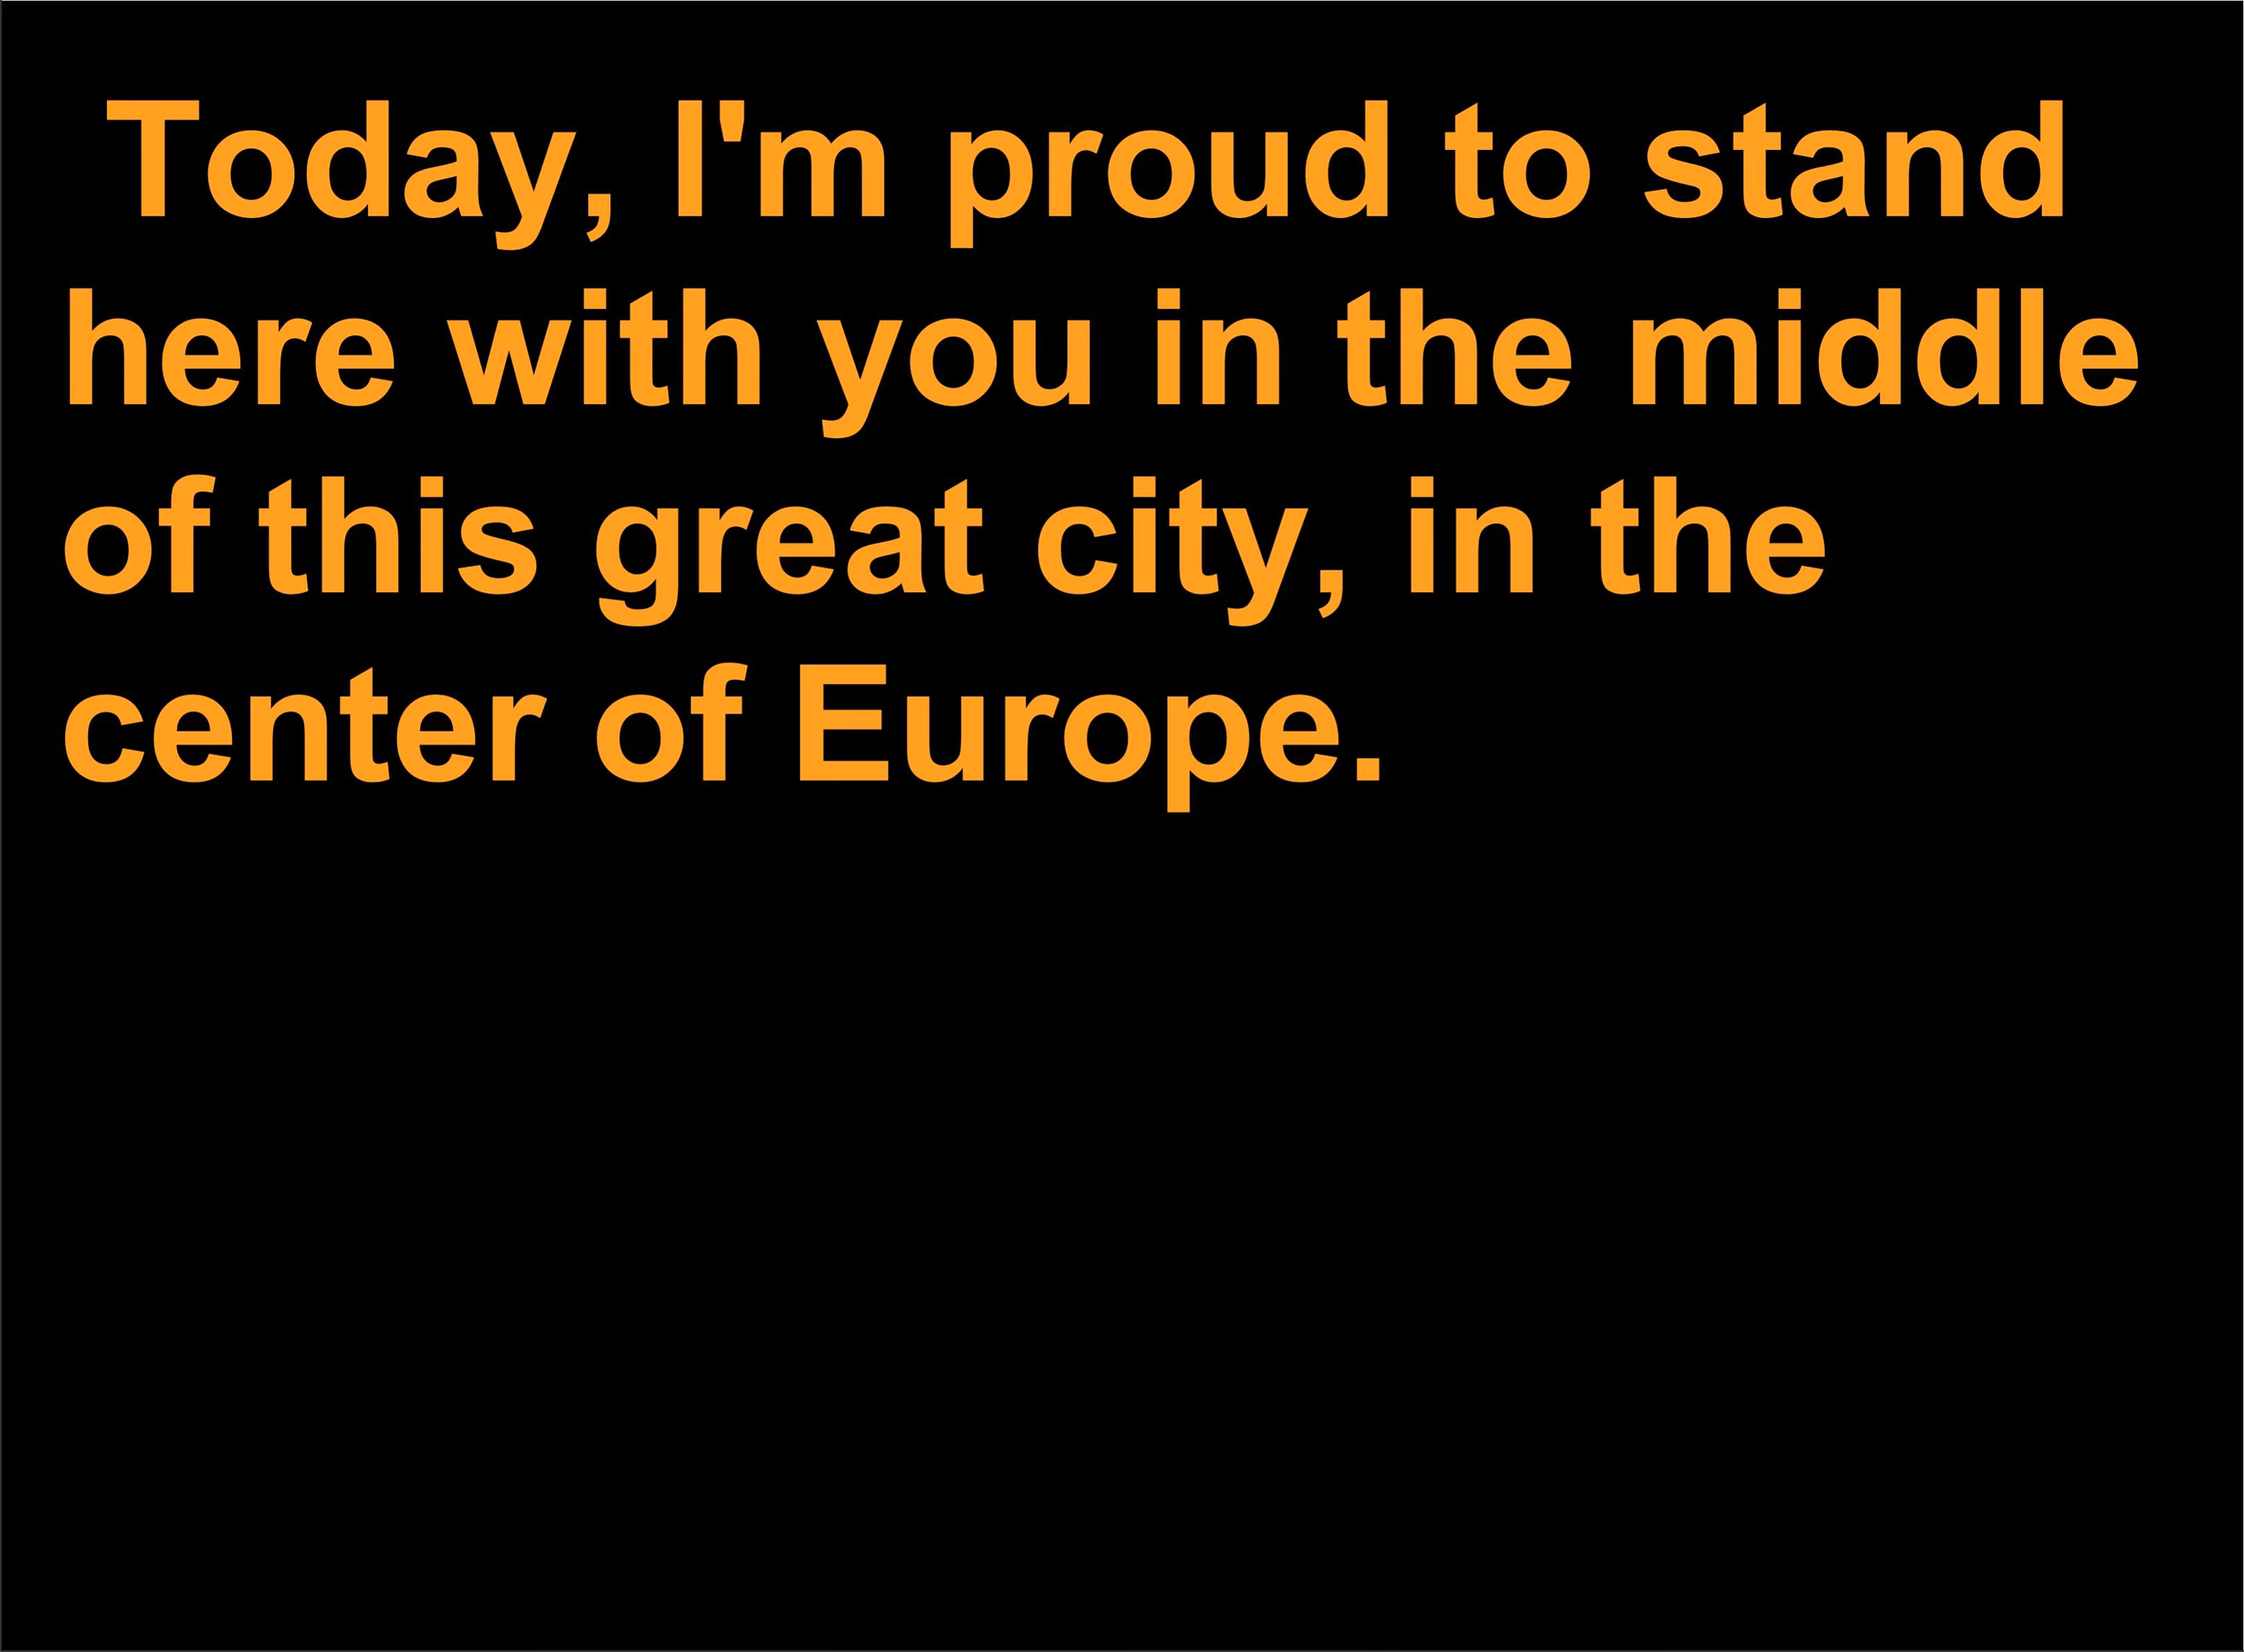 Today, I'm proud to stand
here with you in the middle
of this great city, in the
center of Europe.